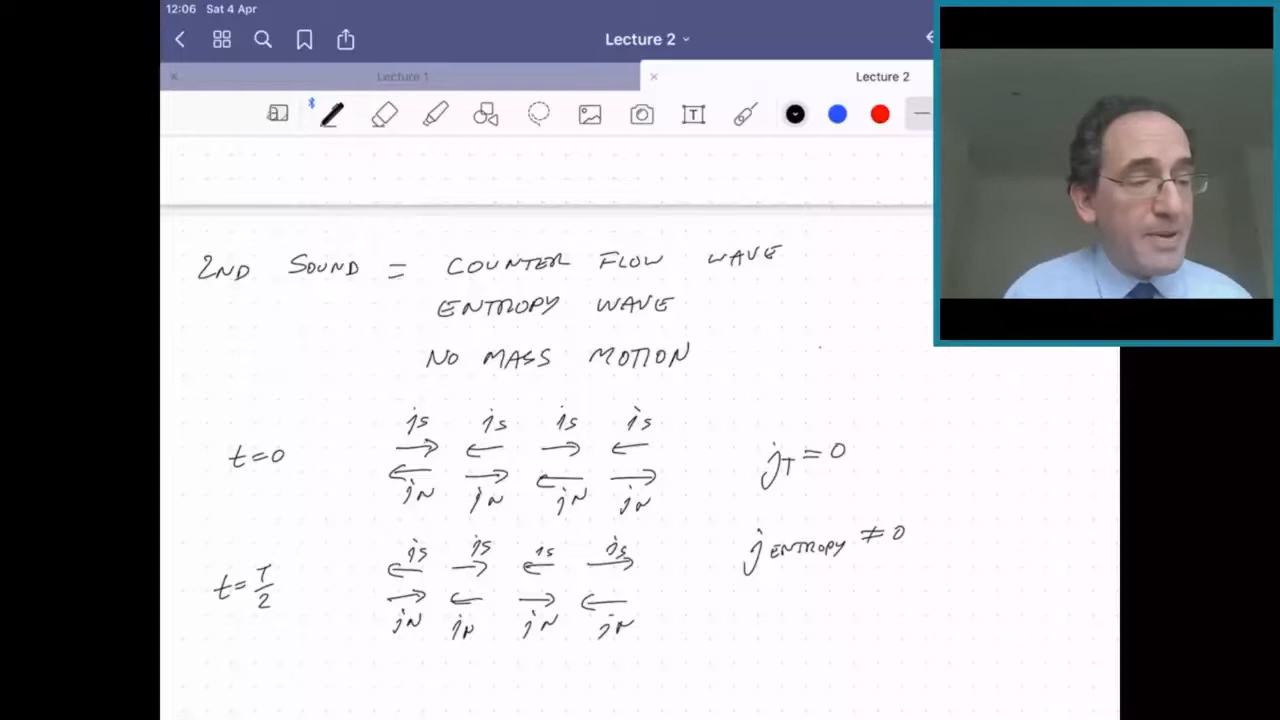 12:06 Sat 4 Apr
Lecture 2
Lecture 1
Lecture 2
2ND SOUND = COUNTER FLOW WAVE
ENTROPY WAVE
NO MASS MOTION
js js js js
t=0
jN jN jN jN
jT = 0
jENTROPY ≠ 0
js js js js
t=T/2
jN jN jN jN